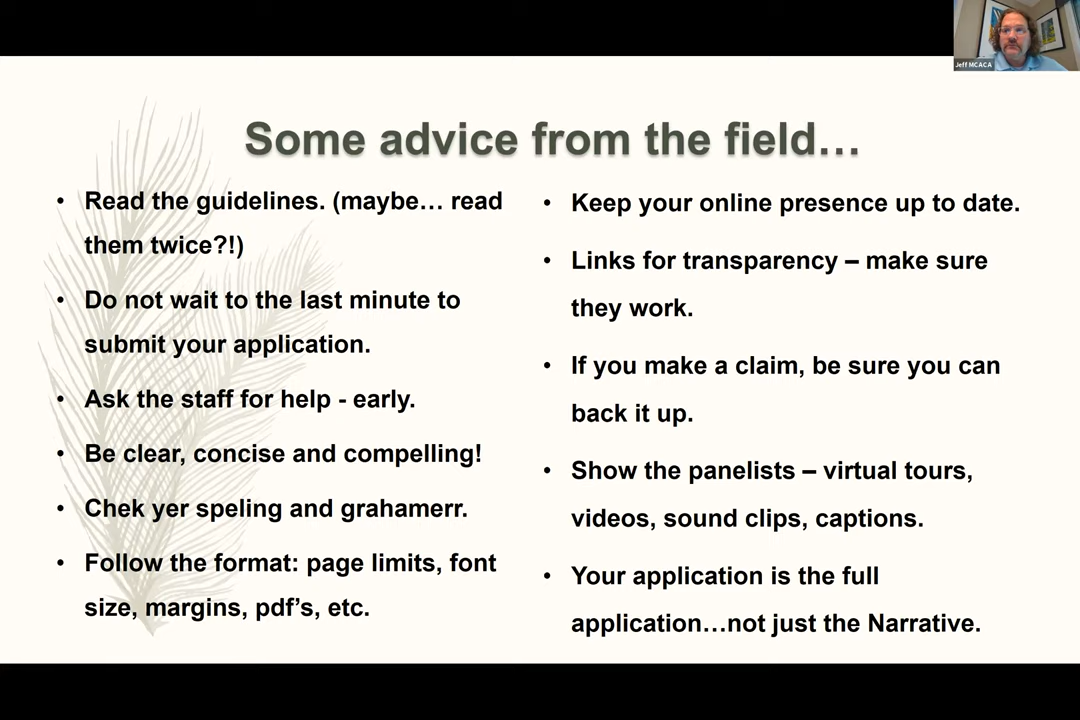 Jeff MCACA
Some advice from the field…
• Read the guidelines. (maybe… read
them twice?!)
• Do not wait to the last minute to
submit your application.
• Ask the staff for help - early.
• Be clear, concise and compelling!
• Chek yer speling and grahamerr.
• Follow the format: page limits, font
size, margins, pdf’s, etc.
• Keep your online presence up to date.
• Links for transparency – make sure
they work.
• If you make a claim, be sure you can
back it up.
• Show the panelists – virtual tours,
videos, sound clips, captions.
• Your application is the full
application…not just the Narrative.